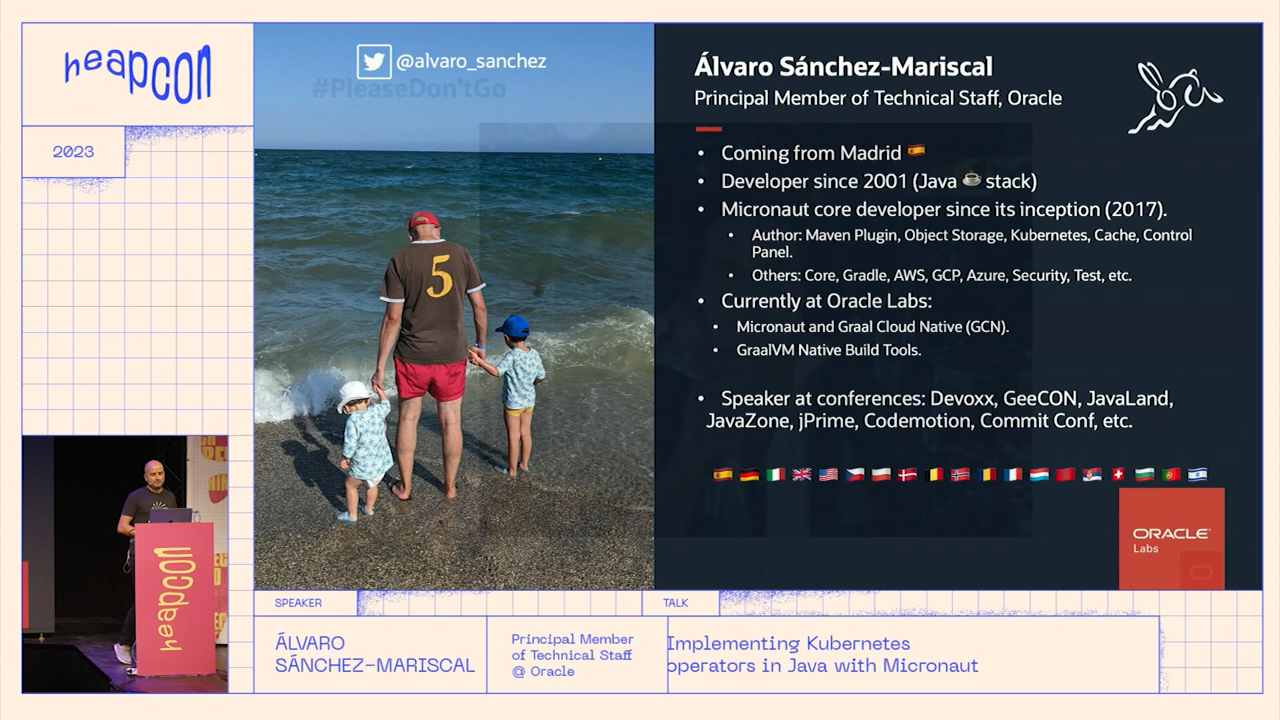 heapcon
2023
@alvaro_sanchez
#PleaseDon'tGo
5
Álvaro Sánchez-Mariscal
Principal Member of Technical Staff, Oracle
• Coming from Madrid 🇪🇸
• Developer since 2001 (Java ☕ stack)
• Micronaut core developer since its inception (2017).
• Author: Maven Plugin, Object Storage, Kubernetes, Cache, Control
Panel.
• Others: Core, Gradle, AWS, GCP, Azure, Security, Test, etc.
• Currently at Oracle Labs:
• Micronaut and Graal Cloud Native (GCN).
• GraalVM Native Build Tools.
• Speaker at conferences: Devoxx, GeeCON, JavaLand,
JavaZone, jPrime, Codemotion, Commit Conf, etc.
ORACLE
Labs
heapcon
SPEAKER
ÁLVARO
SÁNCHEZ-MARISCAL
Principal Member
of Technical Staff
@ Oracle
TALK
Implementing Kubernetes
operators in Java with Micronaut